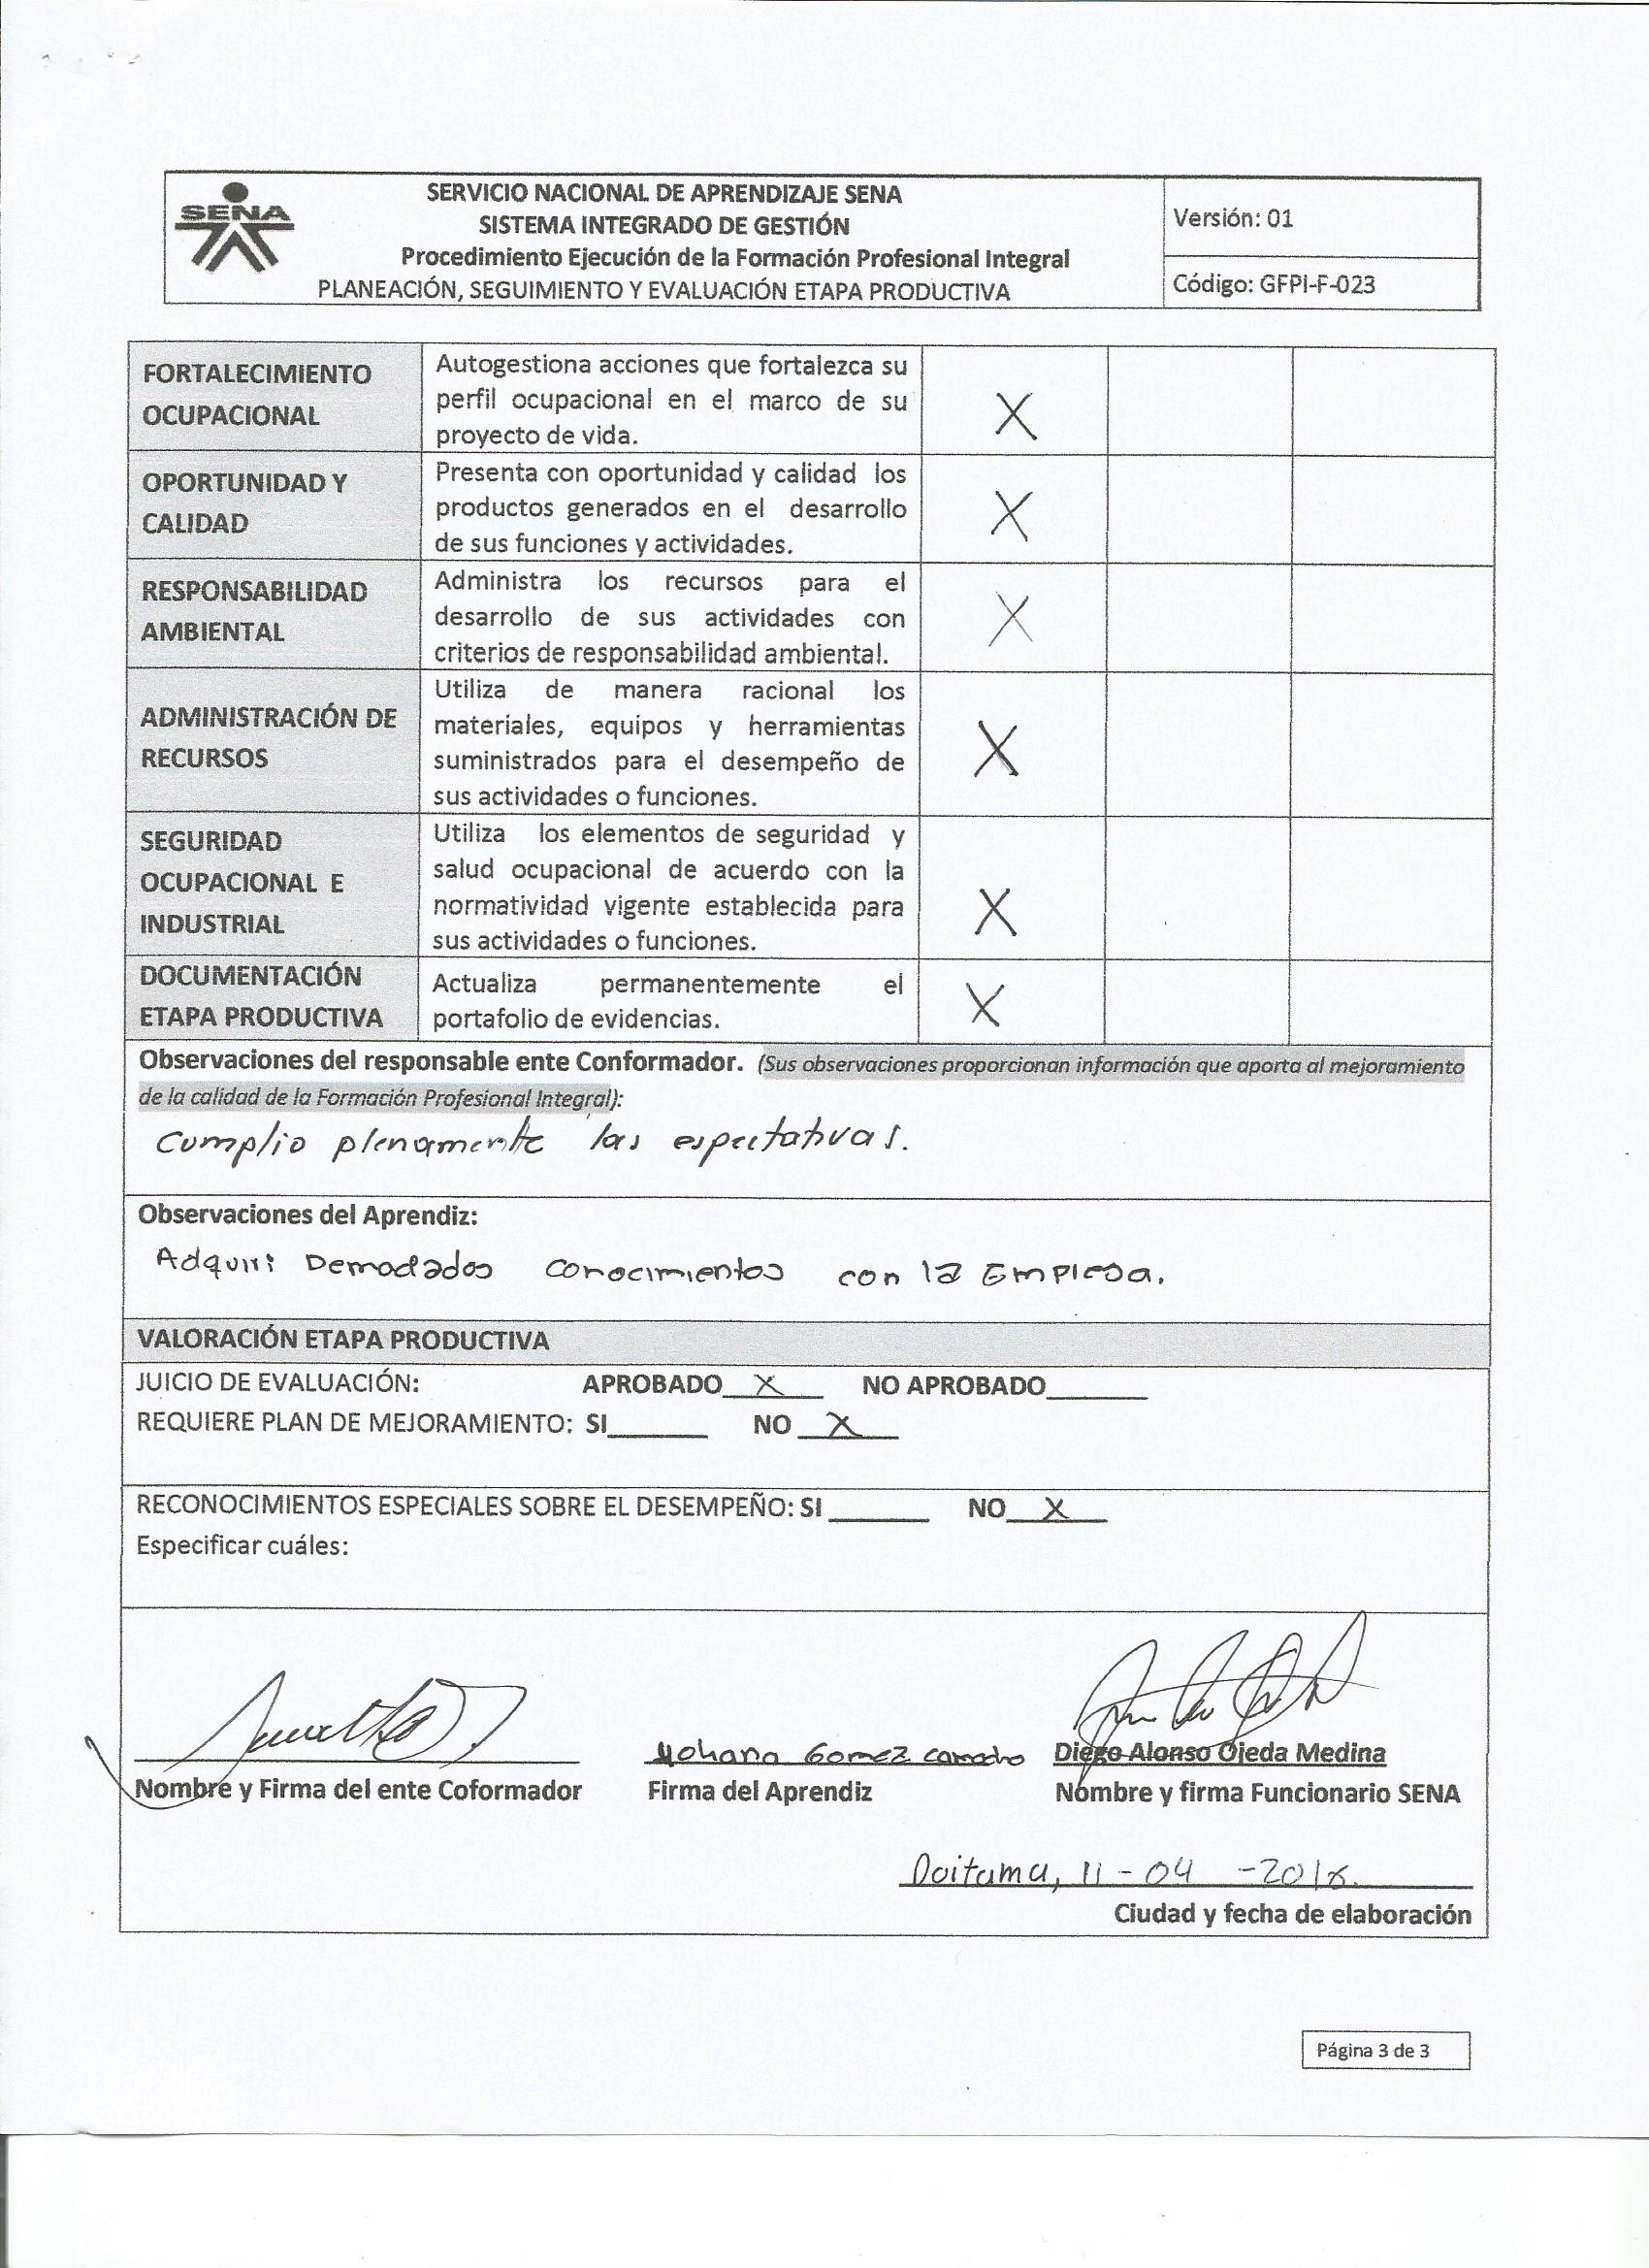 SENA
SERVICIO NACIONAL DE APRENDIZAJE SENA
SISTEMA INTEGRADO DE GESTIÓN
Procedimiento Ejecución de la Formación Profesional Integral
PLANEACIÓN, SEGUIMIENTO Y EVALUACIÓN ETAPA PRODUCTIVA
Versión: 01
Código: GFPI-F-023
FORTALECIMIENTO
OCUPACIONAL
Autogestiona acciones que fortalezca su
perfil ocupacional en el marco de su
proyecto de vida.
X
OPORTUNIDAD Y
CALIDAD
Presenta con oportunidad y calidad los
productos generados en el desarrollo
de sus funciones y actividades.
X
RESPONSABILIDAD
AMBIENTAL
Administra los recursos para el
desarrollo de sus actividades con
criterios de responsabilidad ambiental.
X
ADMINISTRACIÓN DE
RECURSOS
Utiliza de manera racional los
materiales, equipos y herramientas
suministrados para el desempeño de
sus actividades o funciones.
X
SEGURIDAD
OCUPACIONAL E
INDUSTRIAL
Utiliza los elementos de seguridad y
salud ocupacional de acuerdo con la
normatividad vigente establecida para
sus actividades o funciones.
X
DOCUMENTACIÓN
ETAPA PRODUCTIVA
Actualiza permanentemente el
portafolio de evidencias.
X
Observaciones del responsable ente Conformador. (Sus observaciones proporcionan información que aporta al mejoramiento
de la calidad de la Formación Profesional Integral):
Cumplio plenamente las espectativas.
Observaciones del Aprendiz:
Adquiri conocimientos con la Empresa.
VALORACIÓN ETAPA PRODUCTIVA
JUICIO DE EVALUACIÓN: APROBADO X NO APROBADO______
REQUIERE PLAN DE MEJORAMIENTO: SI______ NO X
RECONOCIMIENTOS ESPECIALES SOBRE EL DESEMPEÑO: SI ______ NO X
Especificar cuáles:
Yohana Gomez Camacho Diego Alonso Ojeda Medina
Nombre y Firma del ente Coformador Firma del Aprendiz Nombre y firma Funcionario SENA
Duitama, 11-04-2018.
Ciudad y fecha de elaboración
Página 3 de 3